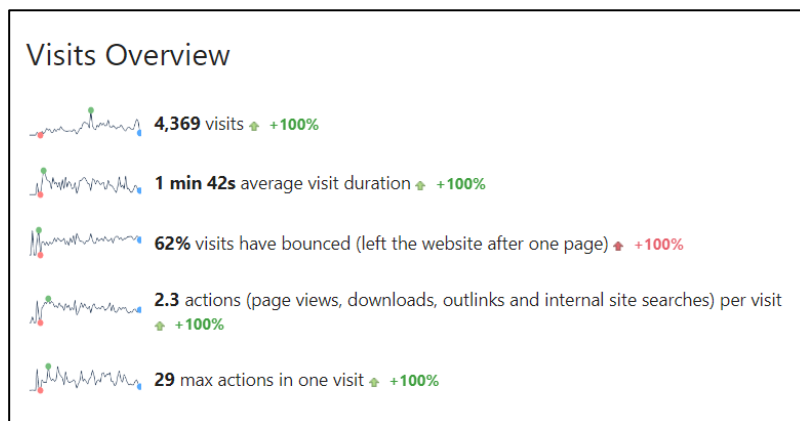 Visits Overview
4,369 visits +100%
1 min 42s average visit duration +100%
62% visits have bounced (left the website after one page) +100%
2.3 actions (page views, downloads, outlinks and internal site searches) per visit
+100%
29 max actions in one visit +100%